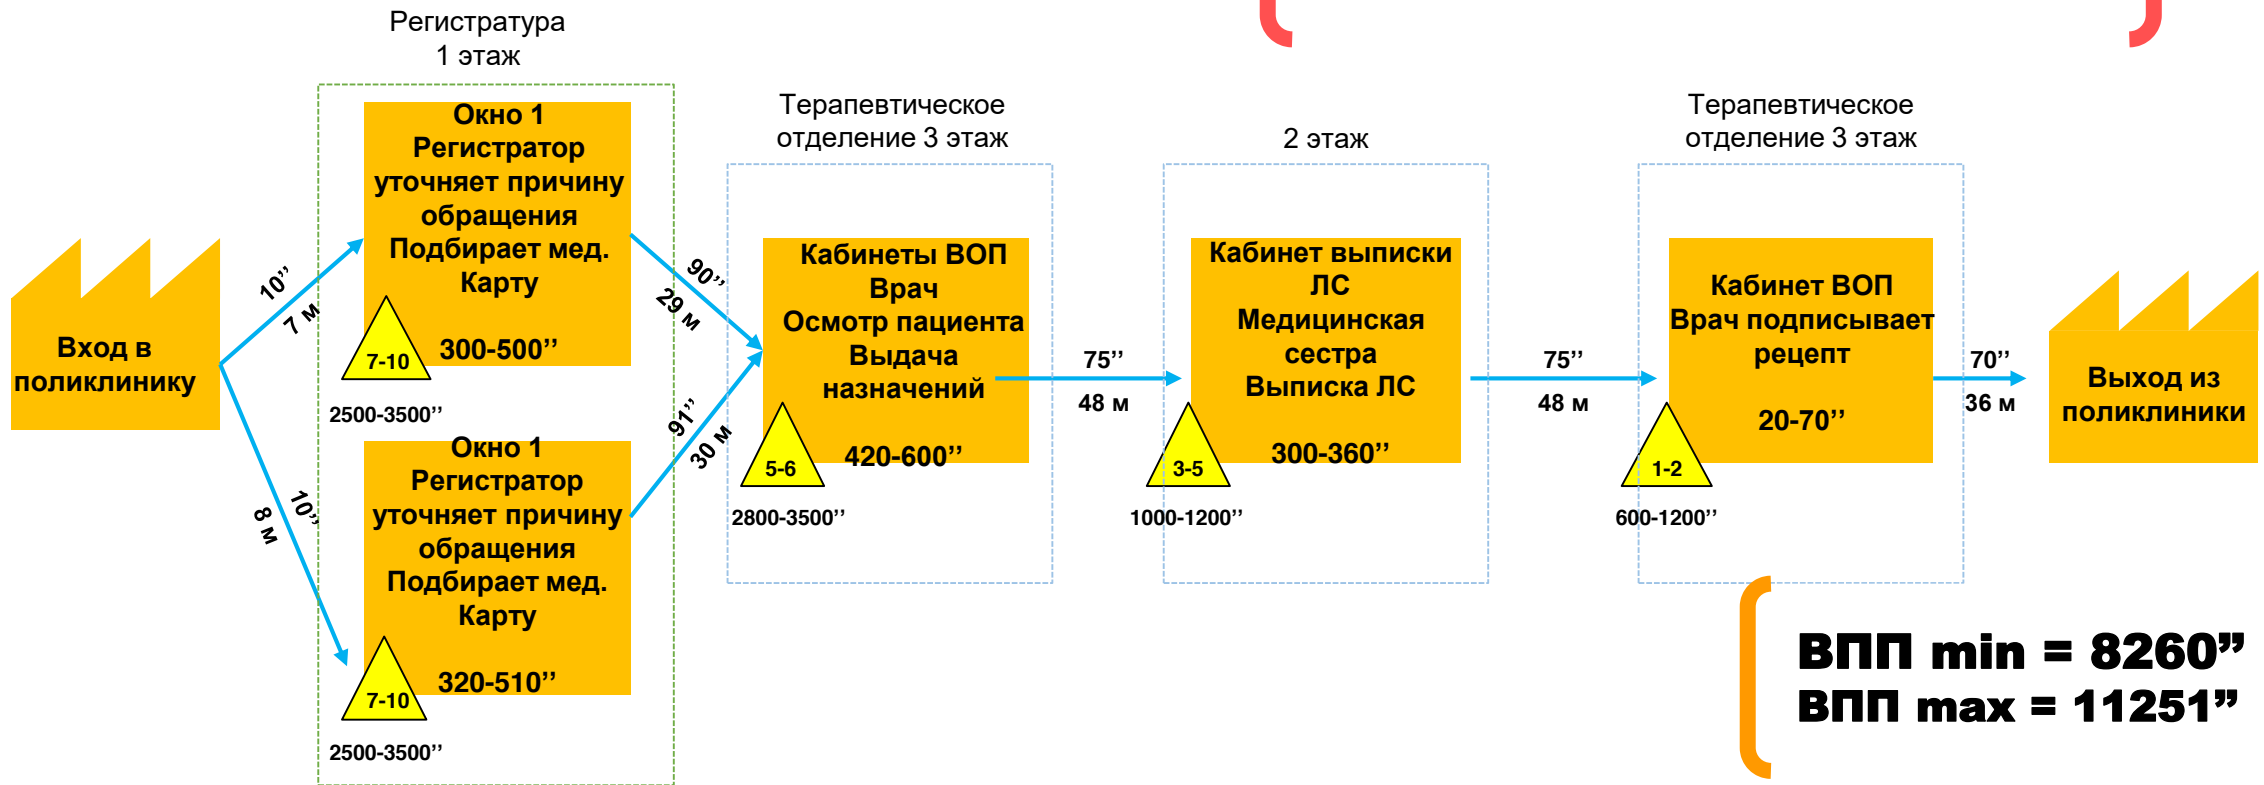 Регистратура
1 этаж
Вход в
поликлинику
10’’
7 м
10’’
8 м
Окно 1
Регистратор
уточняет причину
обращения
Подбирает мед.
Карту
300-500’’
7-10
2500-3500’’
Окно 1
Регистратор
уточняет причину
обращения
Подбирает мед.
Карту
320-510’’
7-10
2500-3500’’
90’’
29 м
91’’
30 м
Терапевтическое
отделение 3 этаж
Кабинеты ВОП
Врач
Осмотр пациента
Выдача
назначений
420-600’’
5-6
2800-3500’’
75’’
48 м
2 этаж
Кабинет выписки
ЛС
Медицинская
сестра
Выписка ЛС
300-360’’
3-5
1000-1200’’
75’’
48 м
Терапевтическое
отделение 3 этаж
Кабинет ВОП
Врач подписывает
рецепт
20-70’’
1-2
600-1200’’
70’’
36 м
Выход из
поликлиники
ВПП min = 8260”
ВПП max = 11251”